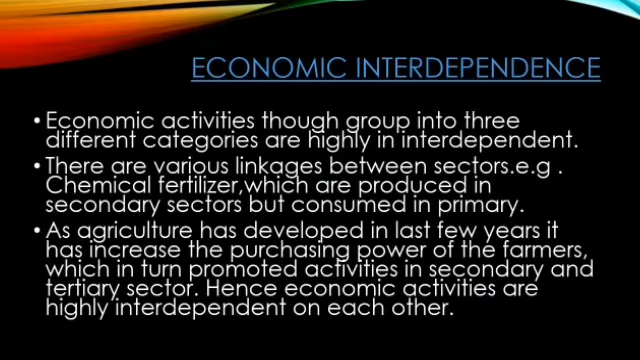 ECONOMIC INTERDEPENDENCE
• Economic activities though group into three
different categories are highly in interdependent.
• There are various linkages between sectors.e.g .
Chemical fertilizer,which are produced in
secondary sectors but consumed in primary.
• As agriculture has developed in last few years it
has increase the purchasing power of the farmers,
which in turn promoted activities in secondary and
tertiary sector. Hence economic activities are
highly interdependent on each other.